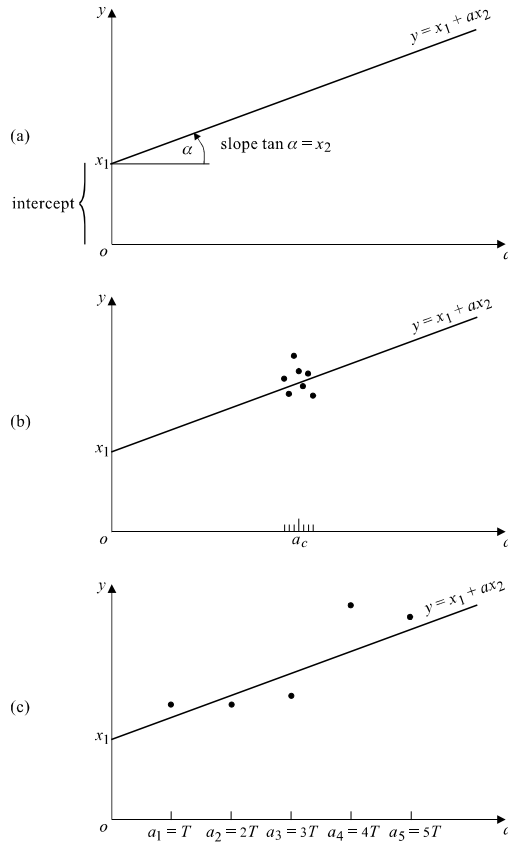 y
y = x1 + ax2
(a)
α
slope tan α = x2
x1
intercept
o
y
y = x1 + ax2
(b)
x1
o
ac
y
y = x1 + ax2
(c)
x1
o
a1 = T
a2 = 2T
a3 = 3T
a4 = 4T
a5 = 5T